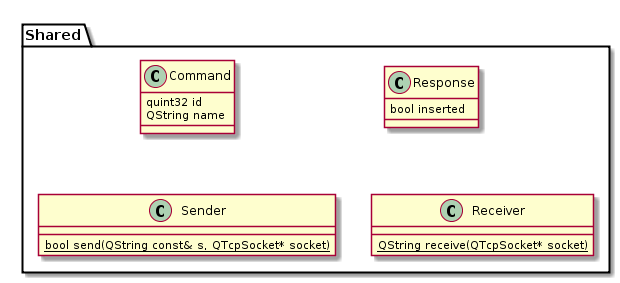 Shared
C Command
quint32 id
QString name
C Response
bool inserted
C Sender
bool send(QString const& s, QTcpSocket* socket)
C Receiver
QString receive(QTcpSocket* socket)